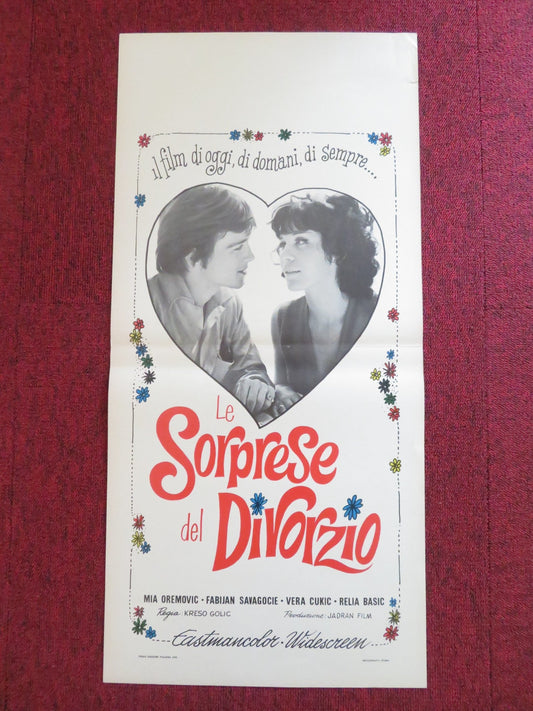 il film di oggi, di domani, di sempre....
Le
Sorprese
del Divorzio
MIA OREMOVIC · FABIJAN SAVAGOCIE · VERA CUKIC · RELIA BASIC
Regia: KRESO GOLIC Produzione: JADRAN FILM
Eastmancolor · Widescreen